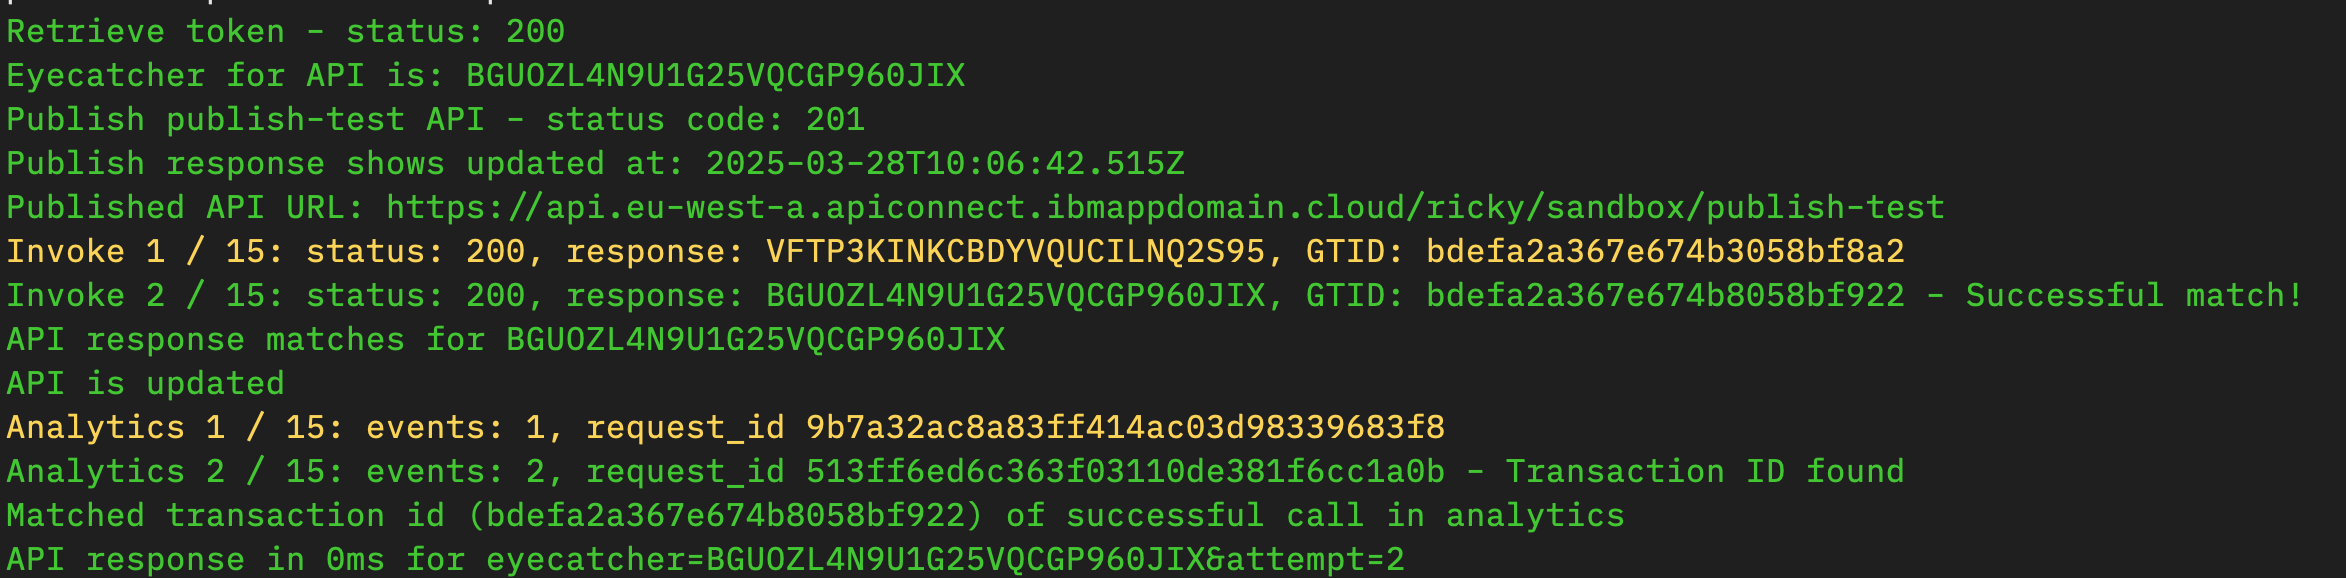 Retrieve token - status: 200
Eyecatcher for API is: BGUOZL4N9U1G25VQCGP960JIX
Publish publish-test API - status code: 201
Publish response shows updated at: 2025-03-28T10:06:42.515Z
Published API URL: https://api.eu-west-a.apiconnect.ibmappdomain.cloud/ricky/sandbox/publish-test
Invoke 1 / 15: status: 200, response: VFTP3KINKCBDYVQUCILNQ2S95, GTID: bdefa2a367e674b3058bf8a2
Invoke 2 / 15: status: 200, response: BGUOZL4N9U1G25VQCGP960JIX, GTID: bdefa2a367e674b8058bf922 - Successful match!
API response matches for BGUOZL4N9U1G25VQCGP960JIX
API is updated
Analytics 1 / 15: events: 1, request_id 9b7a32ac8a83ff414ac03d98339683f8
Analytics 2 / 15: events: 2, request_id 513ff6ed6c363f03110de381f6cc1a0b - Transaction ID found
Matched transaction id (bdefa2a367e674b8058bf922) of successful call in analytics
API response in 0ms for eyecatcher=BGUOZL4N9U1G25VQCGP960JIX&attempt=2